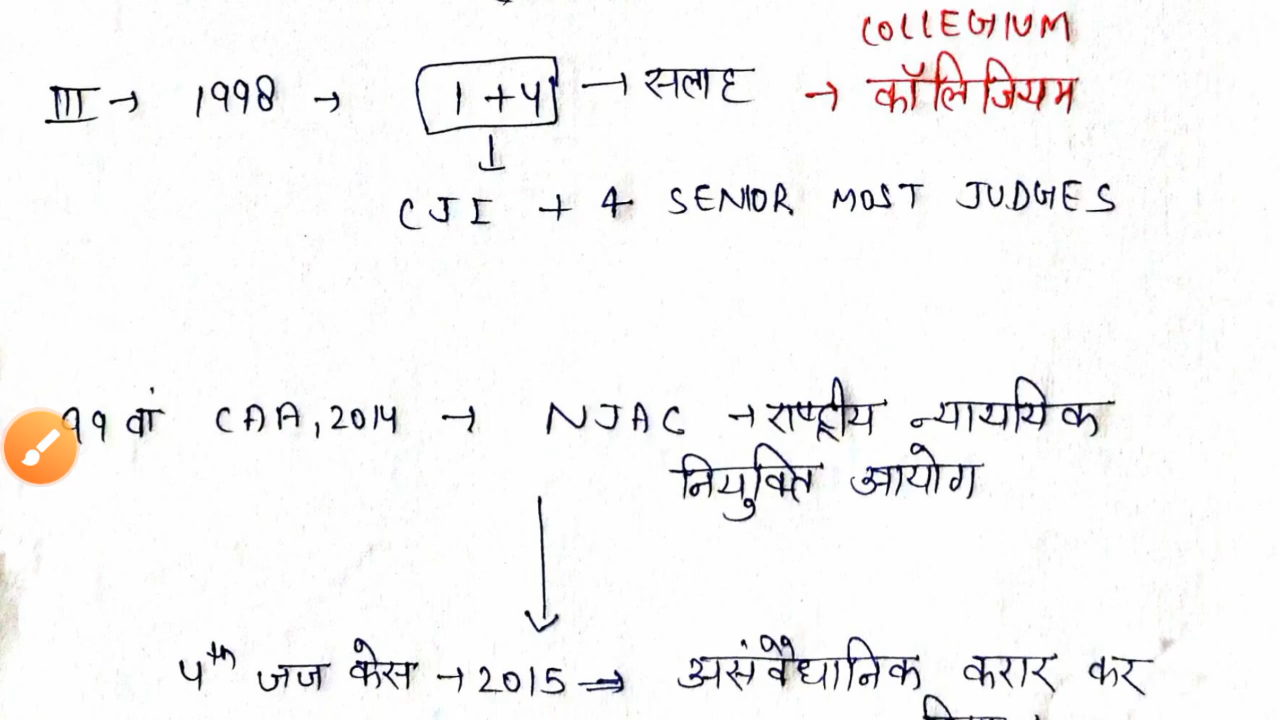 COLLEGIUM
III → 1998 → 1+4 → सलाह → कॉलिजियम
CJI + 4 SENIOR MOST JUDGES
99 वां CAA, 2014 → NJAC → राष्ट्रीय न्याययिक
नियुक्ति आयोग
4th जज केस → 2015 → असंवैधानिक करार कर